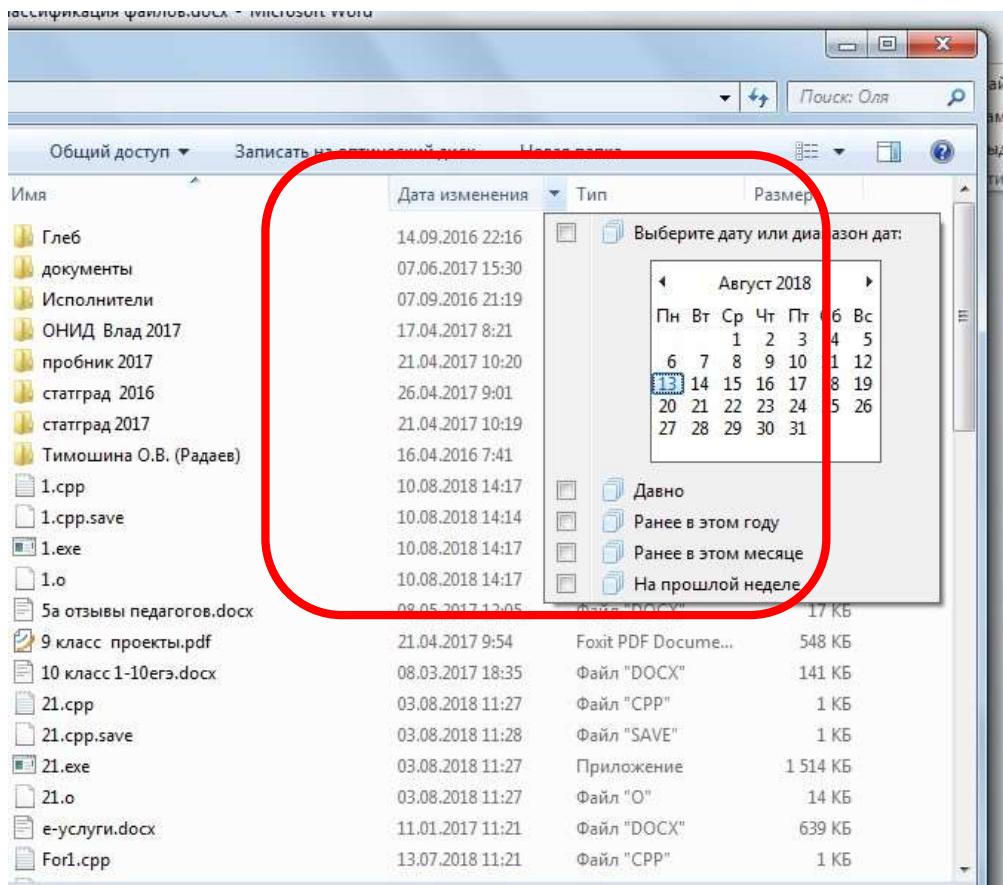 классификация файлов.docx - Microsoft Word
Поиск: Оля
Общий доступ Записать на оптический диск Новая папка
Имя Дата изменения Тип Размер
Выберите дату или диапазон дат:
Глеб 14.09.2016 22:16
документы 07.06.2017 15:30
Исполнители 07.09.2016 21:19
ОНИД Влад 2017 17.04.2017 8:21
пробник 2017 21.04.2017 10:20
статград 2016 26.04.2017 9:01
статград 2017 21.04.2017 10:19
Тимошина О.В. (Радаев) 16.04.2016 7:41
Август 2018
Пн Вт Ср Чт Пт Сб Вс
1 2 3 4 5
6 7 8 9 10 11 12
13 14 15 16 17 18 19
20 21 22 23 24 25 26
27 28 29 30 31
1.cpp 10.08.2018 14:17
Давно
1.cpp.save 10.08.2018 14:14
Ранее в этом году
1.exe 10.08.2018 14:17
Ранее в этом месяце
1.o 10.08.2018 14:17
На прошлой неделе
5а отзывы педагогов.docx 08.05.2017 12:05 Файл "DOCX" 17 КБ
9 класс проекты.pdf 21.04.2017 9:54 Foxit PDF Docume... 548 КБ
10 класс 1-10егэ.docx 08.03.2017 18:35 Файл "DOCX" 141 КБ
21.cpp 03.08.2018 11:27 Файл "CPP" 1 КБ
21.cpp.save 03.08.2018 11:28 Файл "SAVE" 1 КБ
21.exe 03.08.2018 11:27 Приложение 1 514 КБ
21.o 03.08.2018 11:27 Файл "O" 14 КБ
е-услуги.docx 11.01.2017 11:21 Файл "DOCX" 639 КБ
For1.cpp 13.07.2018 11:21 Файл "CPP" 1 КБ